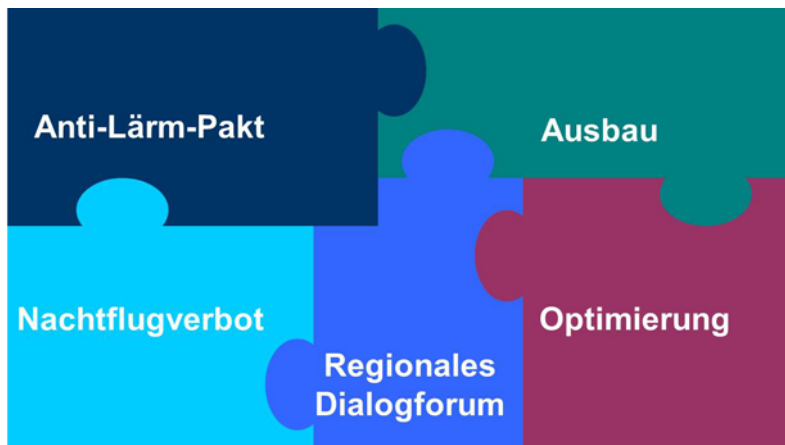 Anti-Lärm-Pakt
Ausbau
Nachtflugverbot
Optimierung
Regionales
Dialogforum